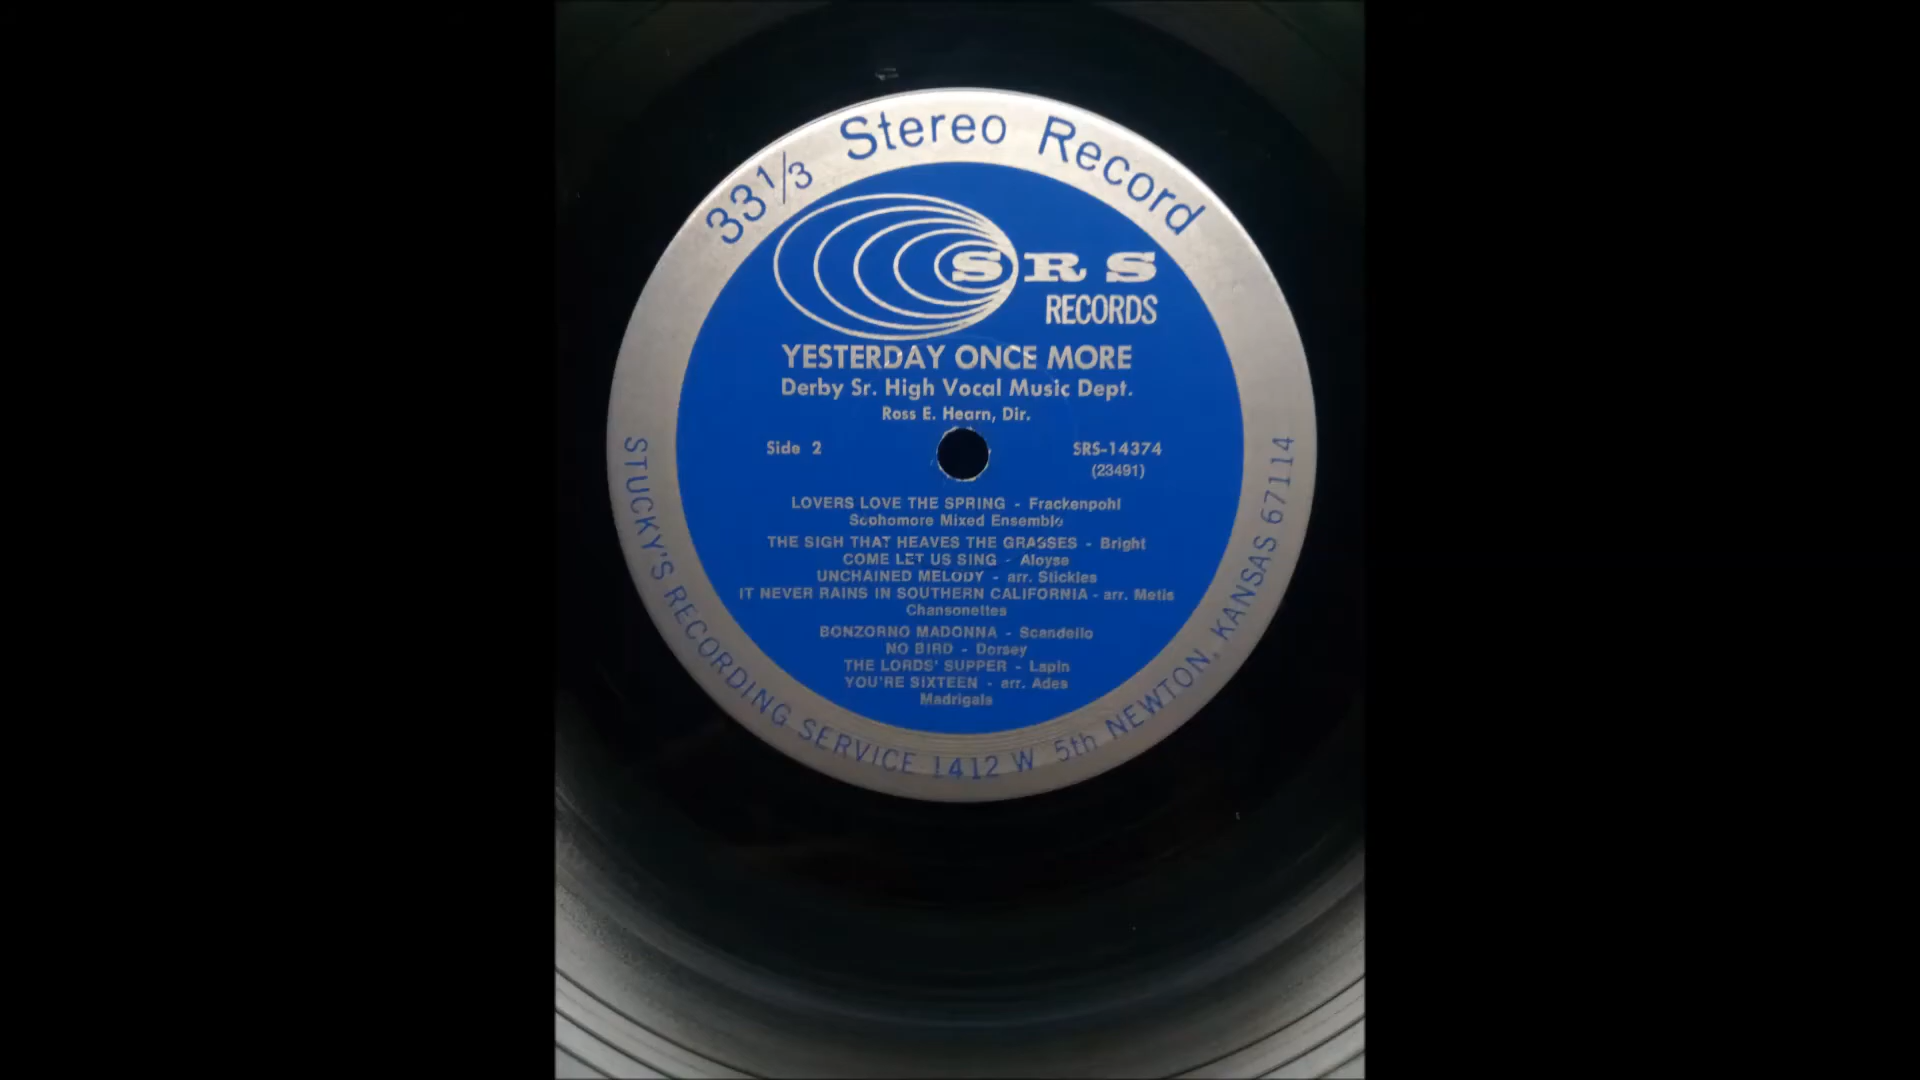 33 1/3 Stereo Record
SRS
RECORDS
YESTERDAY ONCE MORE
Derby Sr. High Vocal Music Dept.
Ross E. Hearn, Dir.
Side 2
SRS-14374
(23491)
LOVERS LOVE THE SPRING - Frackenpohl
Sophomore Mixed Ensemble
THE SIGH THAT HEAVES THE GRASSES - Bright
COME LET US SING - Aloyse
UNCHAINED MELODY - arr. Stickles
IT NEVER RAINS IN SOUTHERN CALIFORNIA - arr. Metis
Chansonettes
BONZORNO MADONNA - Scandello
NO BIRD - Dorsey
THE LORDS' SUPPER - Lapin
YOU'RE SIXTEEN - arr. Ades
Madrigals
STUCKY'S RECORDING SERVICE 1412 W 5th NEWTON, KANSAS 67114